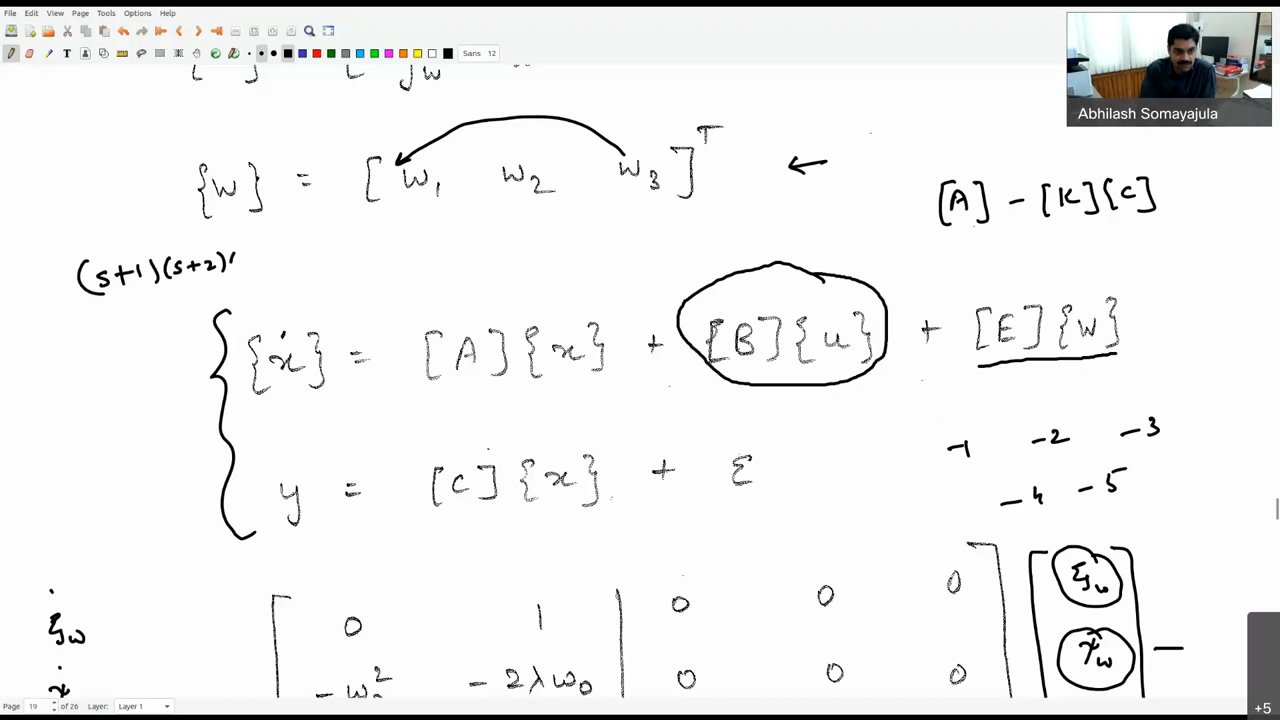 File Edit View Page Tools Options Help
Sans 12
Abhilash Somayajula
jw
{w} = [w₁ w₂ w₃]ᵀ ←
[A] - [K][C]
(s+1)(s+2)
{ẋ} = [A]{x} + [B]{u} + [E]{w}
-1 -2 -3
y = [C]{x} + ε
-4 -5
ξ̇w 0 1 0 0 0 ξw
-2λω₀ 0 0 0 ψw
Page 19 of 26 Layer: Layer 1
+5